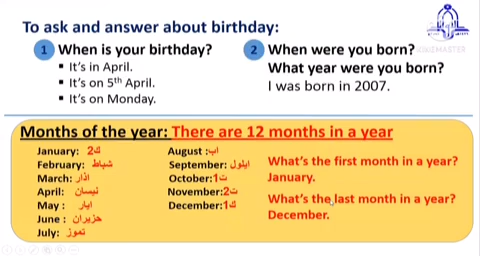 To ask and answer about birthday:
1 When is your birthday?
▪ It's in April.
▪ It's on 5th April.
▪ It's on Monday.
2 When were you born?
What year were you born?
I was born in 2007.
Months of the year: There are 12 months in a year
January: ك2
February: شباط
March: اذار
April: نيسان
May : ايار
June : حزيران
July: تموز
August :اب
September: ايلول
October:ت1
November:ت2
December:ك1
What's the first month in a year?
January.
What's the last month in a year?
December.